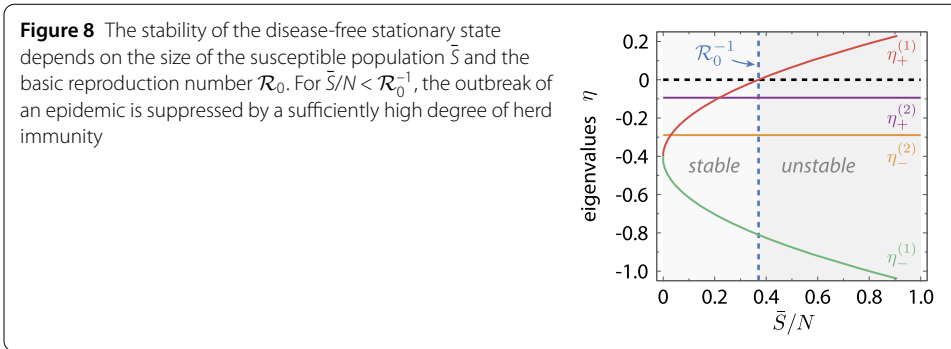 Figure 8 The stability of the disease-free stationary state
depends on the size of the susceptible population S̄ and the
basic reproduction number 𝓡₀. For S̄/N < 𝓡₀⁻¹, the outbreak of
an epidemic is suppressed by a sufficiently high degree of herd
immunity
0.2
0
-0.2
-0.4
-0.6
-0.8
-1.0
eigenvalues η
𝓡₀⁻¹
η₊⁽¹⁾
η₊⁽²⁾
η₋⁽²⁾
stable
unstable
η₋⁽¹⁾
0 0.2 0.4 0.6 0.8 1.0
S̄/N